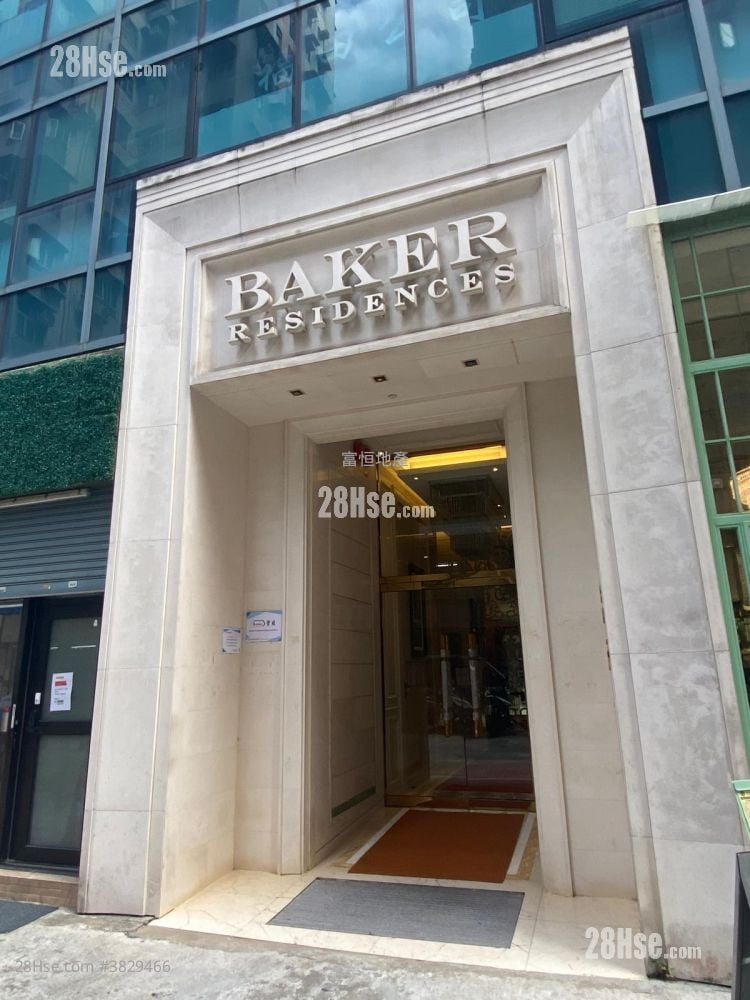 28Hse.com
BAKER
RESIDENCES
富恒地產
28Hse.com
28Hse.com
28Hse.com #3829466